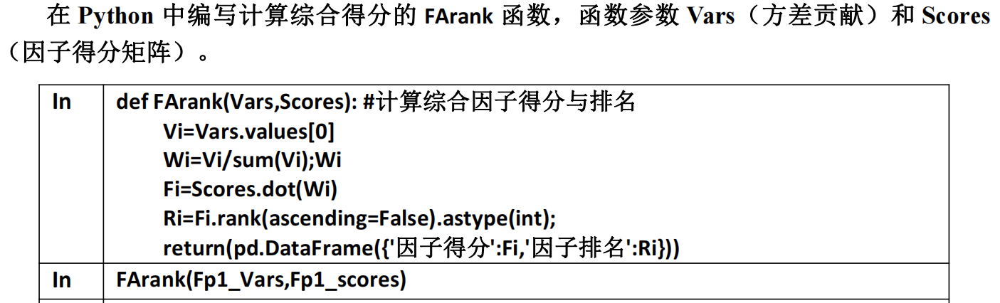 在 Python 中编写计算综合得分的 FArank 函数，函数参数 Vars（方差贡献）和 Scores
（因子得分矩阵）。
In
def FArank(Vars,Scores): #计算综合因子得分与排名
Vi=Vars.values[0]
Wi=Vi/sum(Vi);Wi
Fi=Scores.dot(Wi)
Ri=Fi.rank(ascending=False).astype(int);
return(pd.DataFrame({'因子得分':Fi,'因子排名':Ri}))
In
FArank(Fp1_Vars,Fp1_scores)